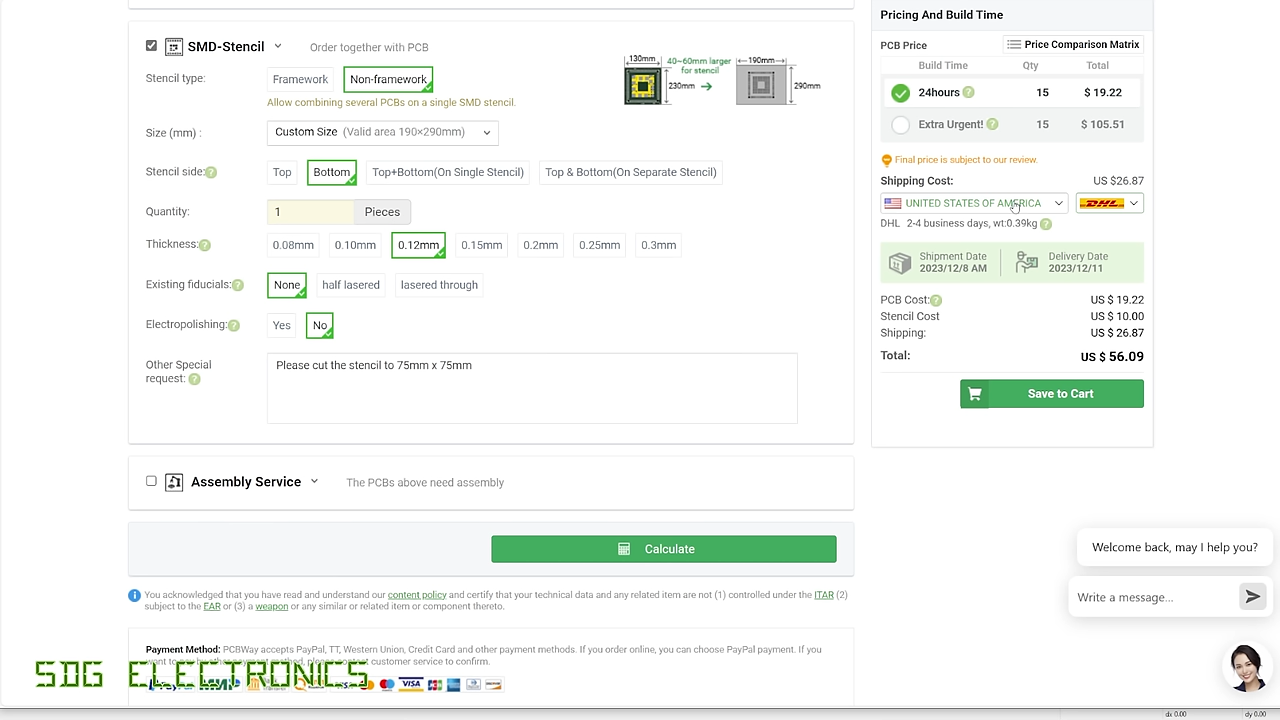 SMD-Stencil
Order together with PCB
Stencil type:
Framework
Non-framework
Allow combining several PCBs on a single SMD stencil.
130mm
40~60mm larger
for stencil
230mm
190mm
290mm
Size (mm) :
Custom Size (Valid area 190×290mm)
Stencil side:
Top
Bottom
Top+Bottom(On Single Stencil)
Top & Bottom(On Separate Stencil)
Quantity:
1
Pieces
Thickness:
0.08mm
0.10mm
0.12mm
0.15mm
0.2mm
0.25mm
0.3mm
Existing fiducials:
None
half lasered
lasered through
Electropolishing:
Yes
No
Other Special
request:
Please cut the stencil to 75mm x 75mm
Assembly Service
The PCBs above need assembly
Calculate
You acknowledged that you have read and understand our content policy and certify that your technical data and any related item are not (1) controlled under the ITAR (2)
subject to the EAR or (3) a weapon or any similar or related item or component thereto.
Payment Method: PCBWay accepts PayPal, TT, Western Union, Credit Card and other payment methods. If you order online, you can choose PayPal payment. If you
customer service to confirm.
SDG ELECTRONICS
VISA
Pricing And Build Time
PCB Price
Price Comparison Matrix
Build Time Qty Total
24hours 15 $ 19.22
Extra Urgent! 15 $ 105.51
Final price is subject to our review.
Shipping Cost: US $26.87
UNITED STATES OF AMERICA
DHL
DHL 2-4 business days, wt:0.39kg
Shipment Date
2023/12/8 AM
Delivery Date
2023/12/11
PCB Cost: US $ 19.22
Stencil Cost US $ 10.00
Shipping: US $ 26.87
Total: US $ 56.09
Save to Cart
Welcome back, may I help you?
Write a message...
dx 0.00 dy 0.00